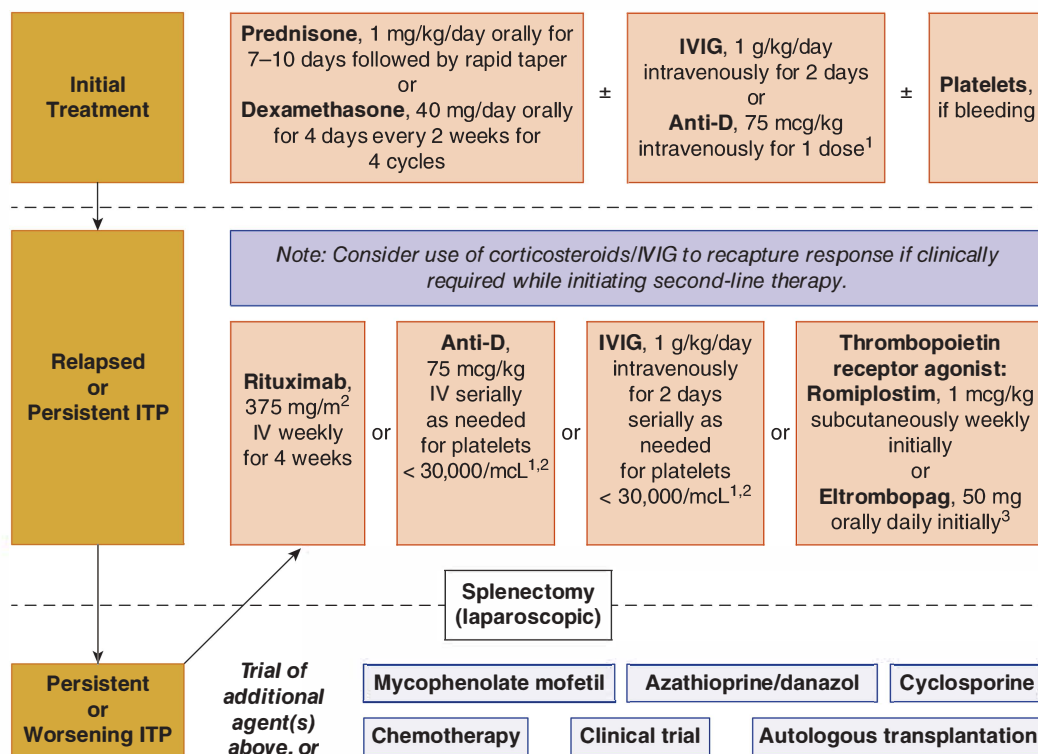 Initial
Treatment
Prednisone, 1 mg/kg/day orally for
7–10 days followed by rapid taper
or
Dexamethasone, 40 mg/day orally
for 4 days every 2 weeks for
4 cycles
±
IVIG, 1 g/kg/day
intravenously for 2 days
or
Anti-D, 75 mcg/kg
intravenously for 1 dose¹
±
Platelets,
if bleeding
Relapsed
or
Persistent ITP
Note: Consider use of corticosteroids/IVIG to recapture response if clinically
required while initiating second-line therapy.
Rituximab,
375 mg/m²
IV weekly
for 4 weeks
or
Anti-D,
75 mcg/kg
IV serially
as needed
for platelets
< 30,000/mcL¹,²
or
IVIG, 1 g/kg/day
intravenously
for 2 days
serially as
needed
for platelets
< 30,000/mcL¹,²
or
Thrombopoietin
receptor agonist:
Romiplostim, 1 mcg/kg
subcutaneously weekly
initially
or
Eltrombopag, 50 mg
orally daily initially³
Splenectomy
(laparoscopic)
Persistent
or
Worsening ITP
Trial of
additional
agent(s)
above, or
Mycophenolate mofetil
Azathioprine/danazol
Cyclosporine
Chemotherapy
Clinical trial
Autologous transplantation